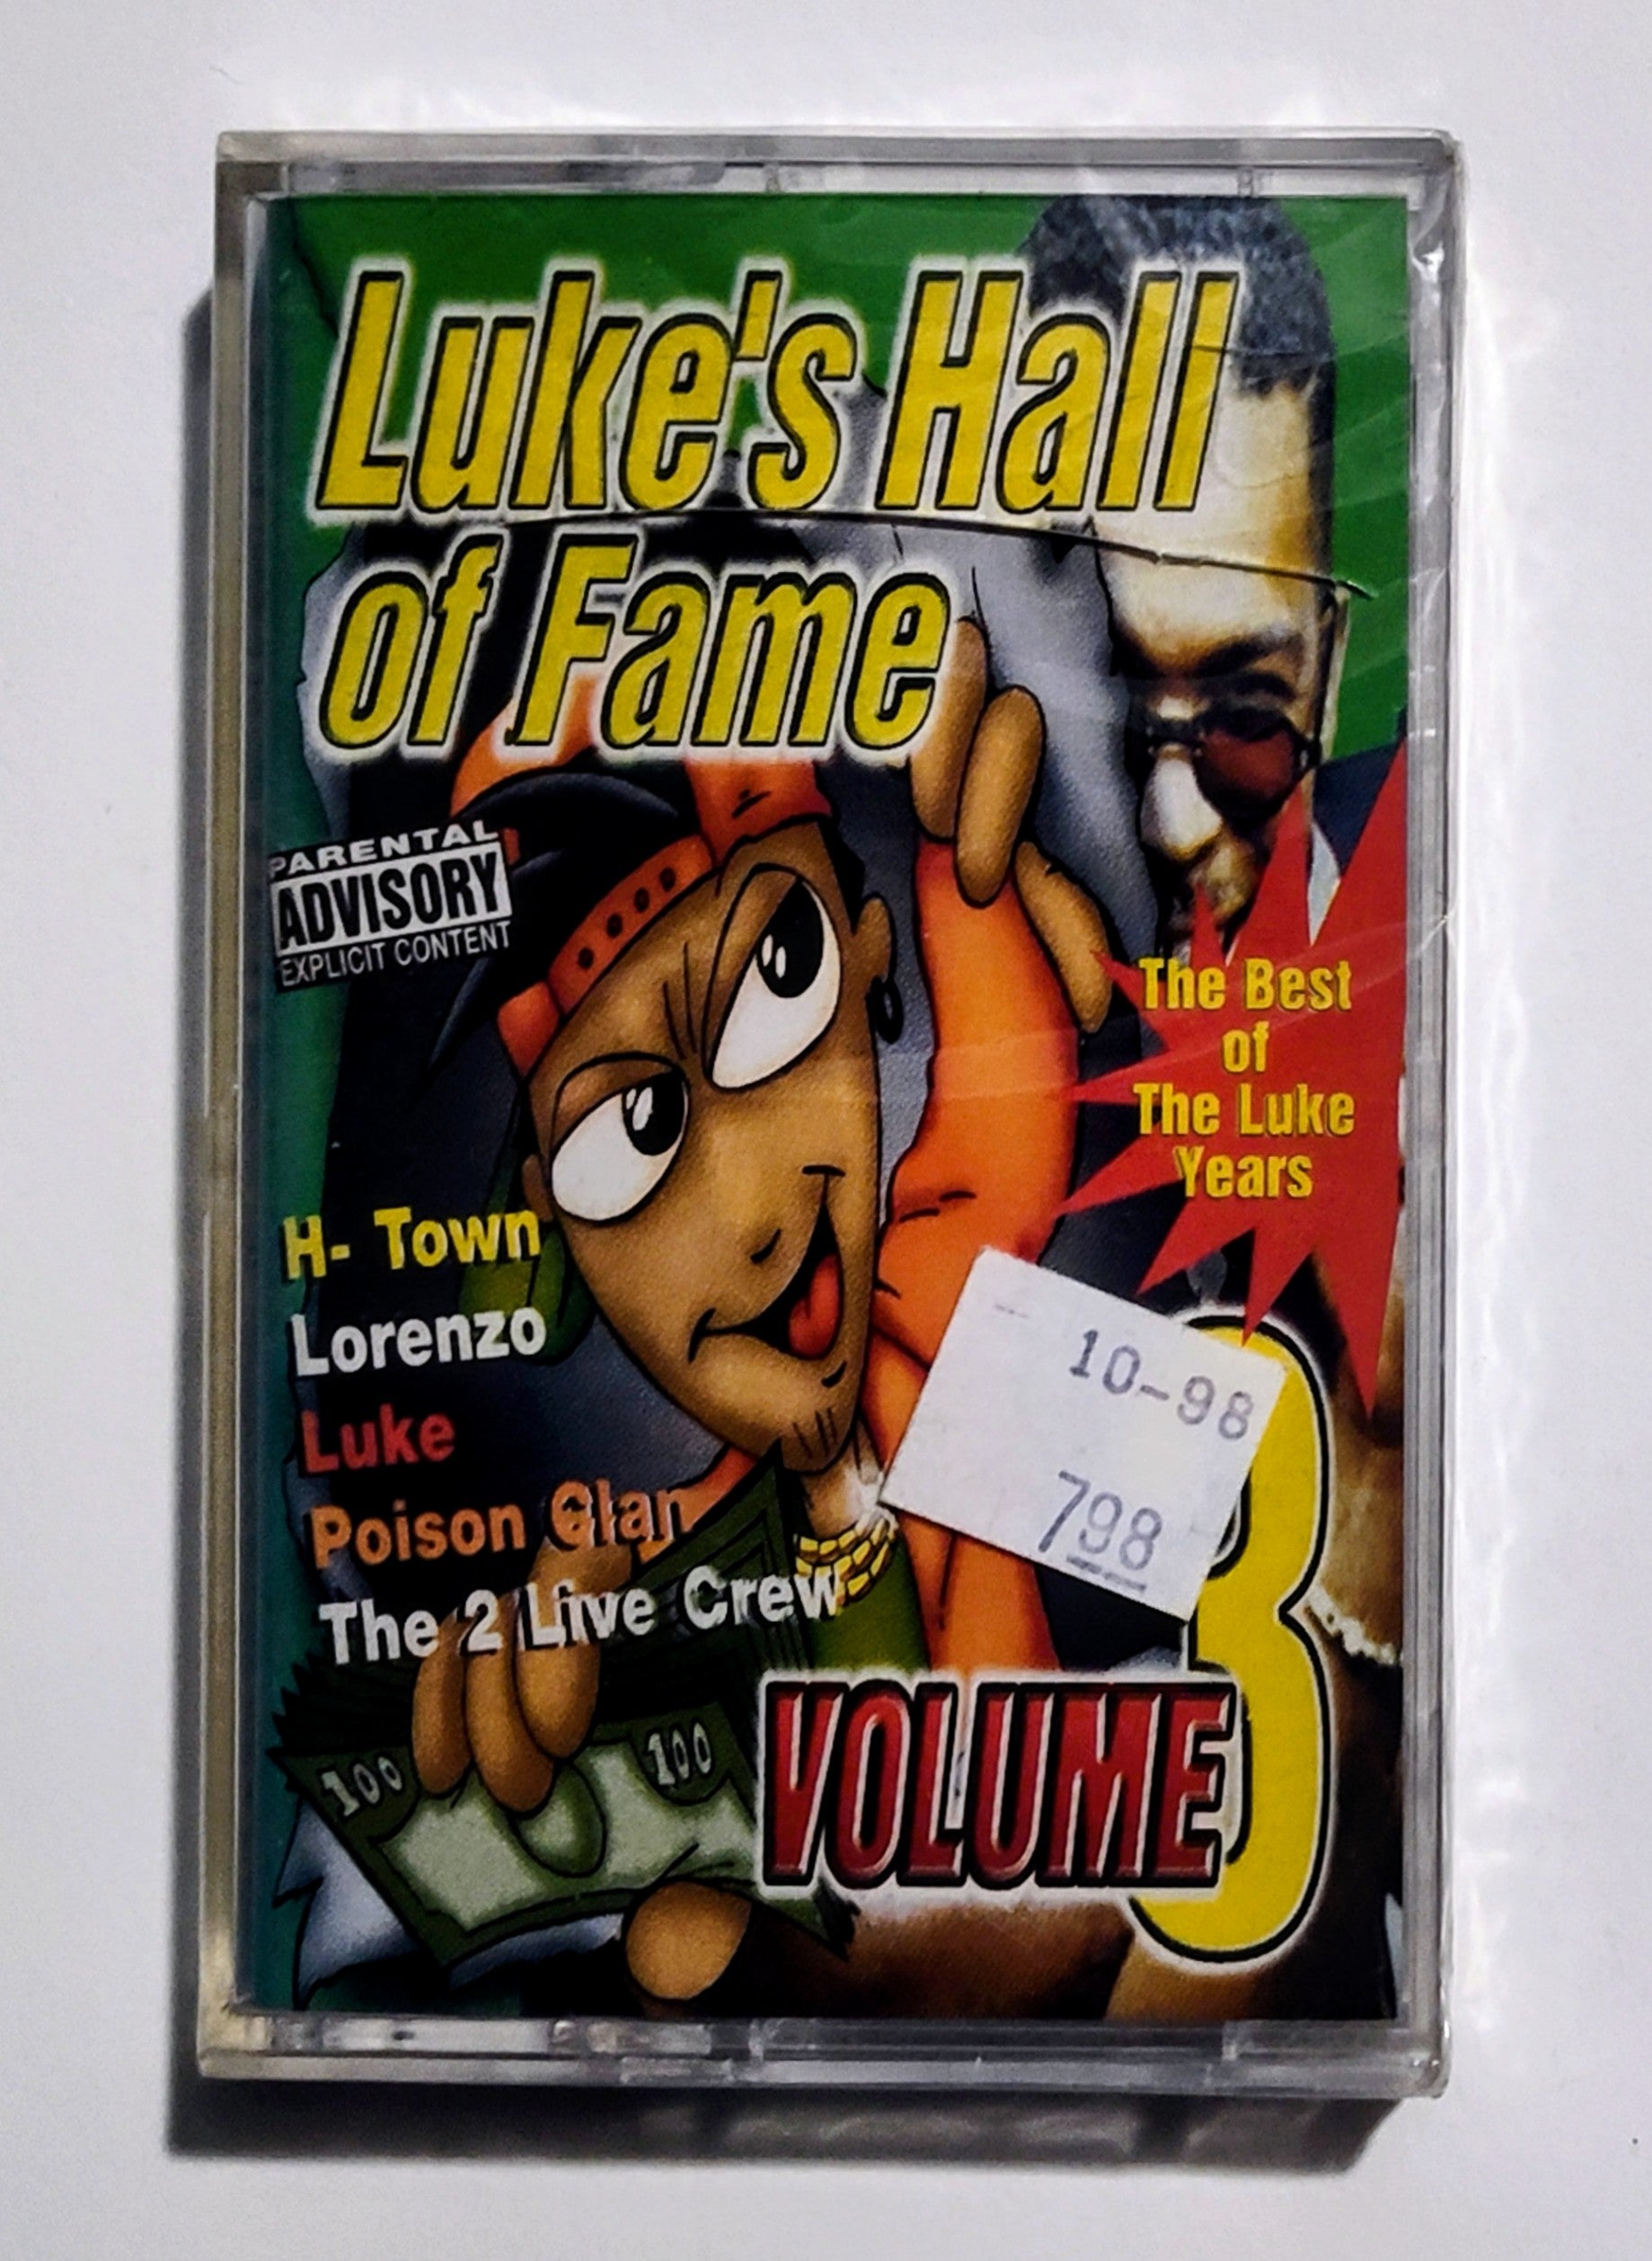 Luke's Hall
of Fame
PARENTAL
ADVISORY
EXPLICIT CONTENT
The Best
of
The Luke
Years
H- Town
Lorenzo
Luke
Poison Clan
The 2 Live Crew
10-98
798
100
100
VOLUME 3